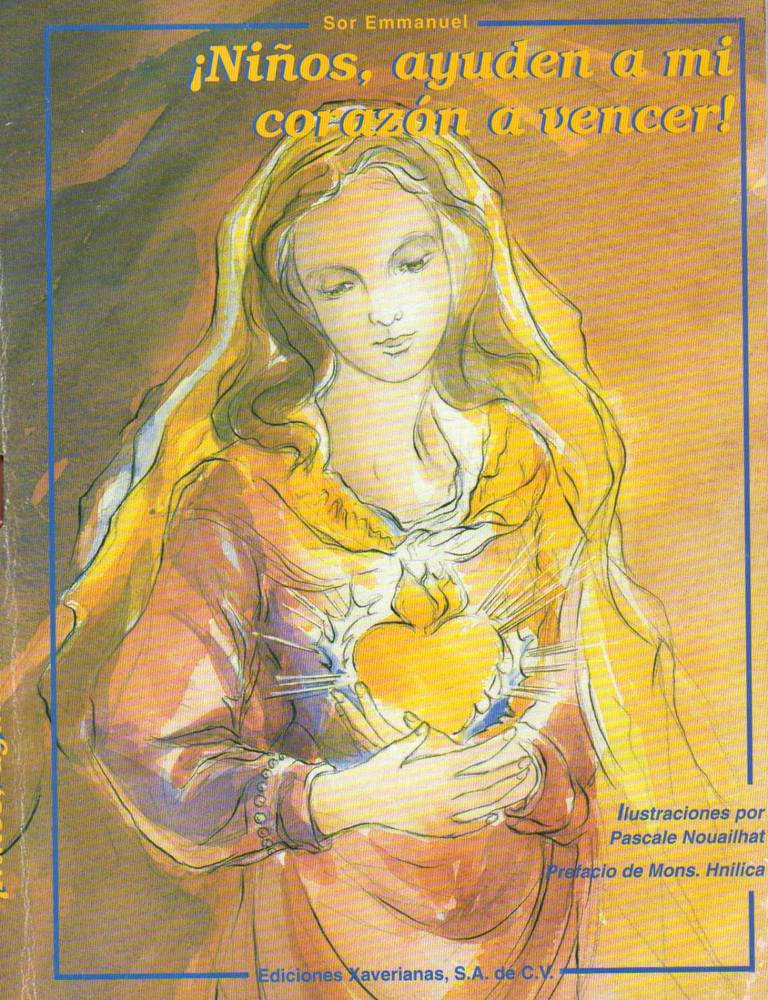 Sor Emmanuel
¡Niños, ayuden a mi
corazón a vencer!
Ilustraciones por
Pascale Nouailhat
Prefacio de Mons. Hnilica
Ediciones Xaverianas, S.A. de C.V.